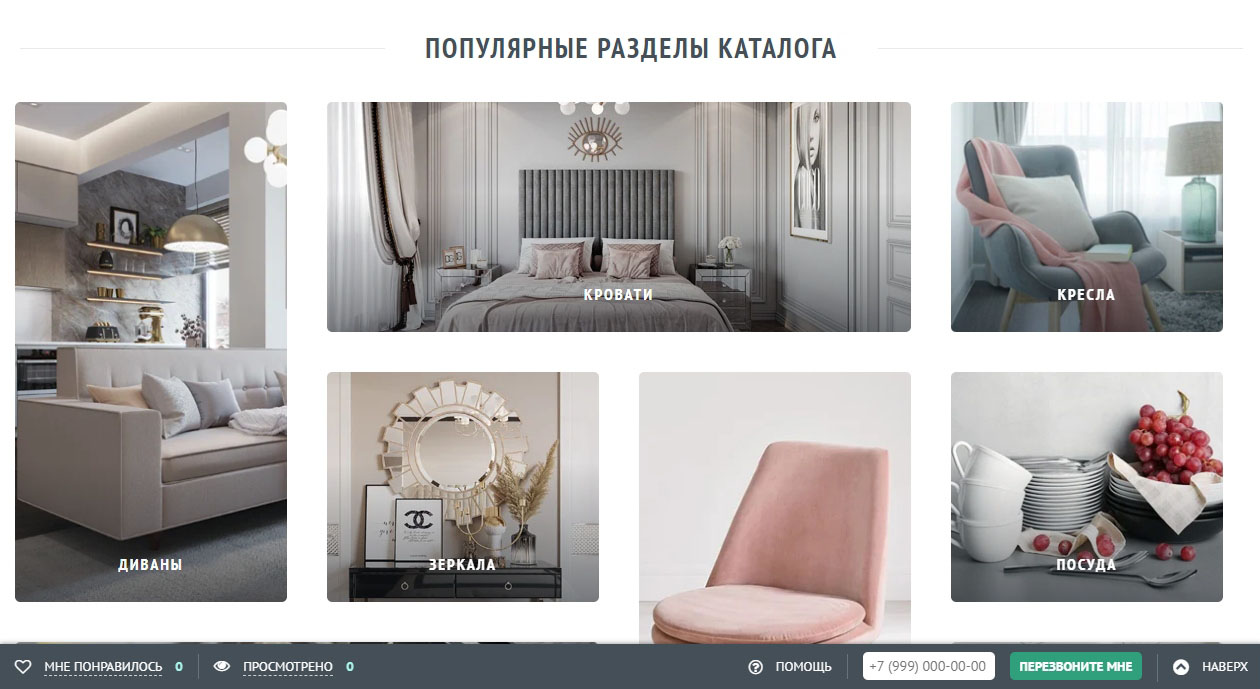 ПОПУЛЯРНЫЕ РАЗДЕЛЫ КАТАЛОГА
КРОВАТИ
КРЕСЛА
ДИВАНЫ
ЗЕРКАЛА
ПОСУДА
МНЕ ПОНРАВИЛОСЬ 0 ПРОСМОТРЕНО 0 ПОМОЩЬ +7 (999) 000-00-00 ПЕРЕЗВОНИТЕ МНЕ НАВЕРХ